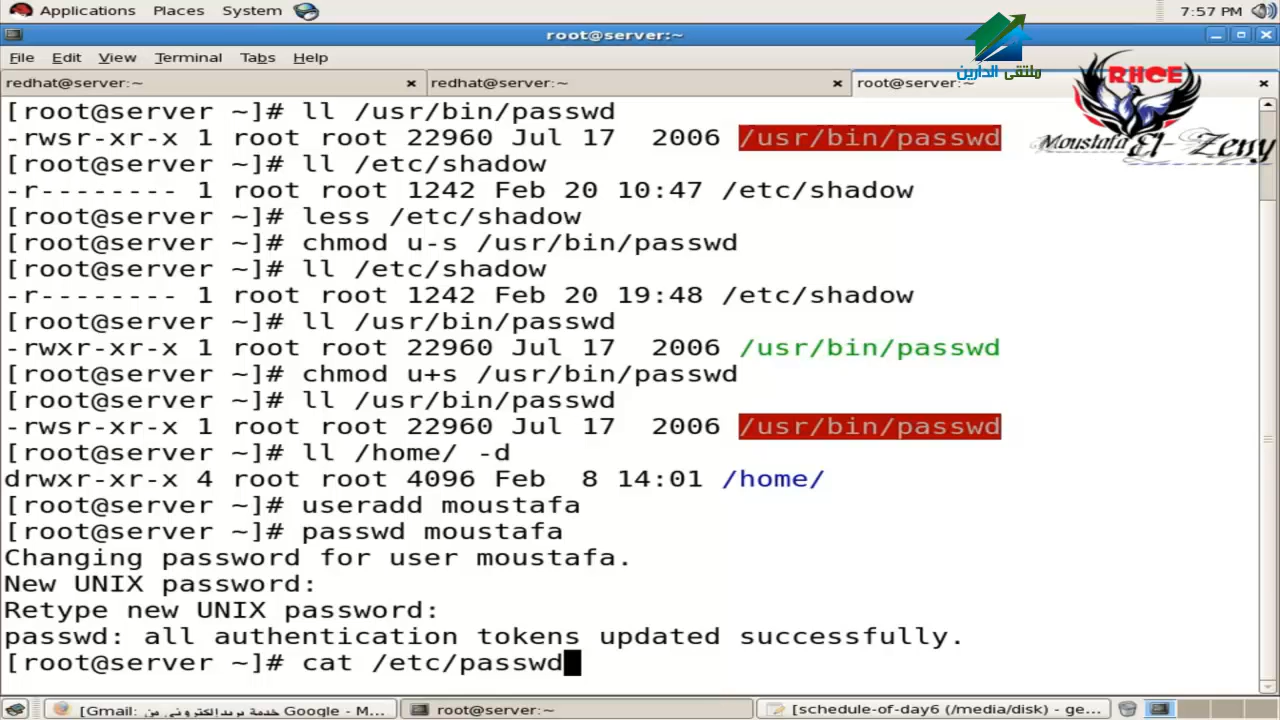 Applications Places System 7:57 PM
root@server:~
File Edit View Terminal Tabs Help
redhat@server:~ redhat@server:~ root@server:~
ملتقى الدارين
RHCE
Moustafa El-Zeny
[root@server ~]# ll /usr/bin/passwd
-rwsr-xr-x 1 root root 22960 Jul 17  2006 /usr/bin/passwd
[root@server ~]# ll /etc/shadow
-r-------- 1 root root 1242 Feb 20 10:47 /etc/shadow
[root@server ~]# less /etc/shadow
[root@server ~]# chmod u-s /usr/bin/passwd
[root@server ~]# ll /etc/shadow
-r-------- 1 root root 1242 Feb 20 19:48 /etc/shadow
[root@server ~]# ll /usr/bin/passwd
-rwxr-xr-x 1 root root 22960 Jul 17  2006 /usr/bin/passwd
[root@server ~]# chmod u+s /usr/bin/passwd
[root@server ~]# ll /usr/bin/passwd
-rwsr-xr-x 1 root root 22960 Jul 17  2006 /usr/bin/passwd
[root@server ~]# ll /home/ -d
drwxr-xr-x 4 root root 4096 Feb  8 14:01 /home/
[root@server ~]# useradd moustafa
[root@server ~]# passwd moustafa
Changing password for user moustafa.
New UNIX password:
Retype new UNIX password:
passwd: all authentication tokens updated successfully.
[root@server ~]# cat /etc/passwd
[Gmail: خدمة بريد إلكتروني من Google - M... root@server:~ [schedule-of-day6 (/media/disk) - ge...